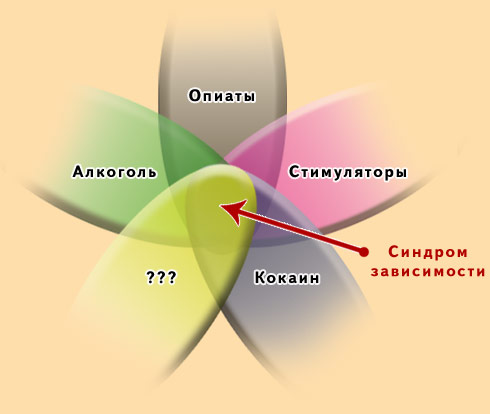 Опиаты
Алкоголь
Стимуляторы
???
Кокаин
Синдром
зависимости